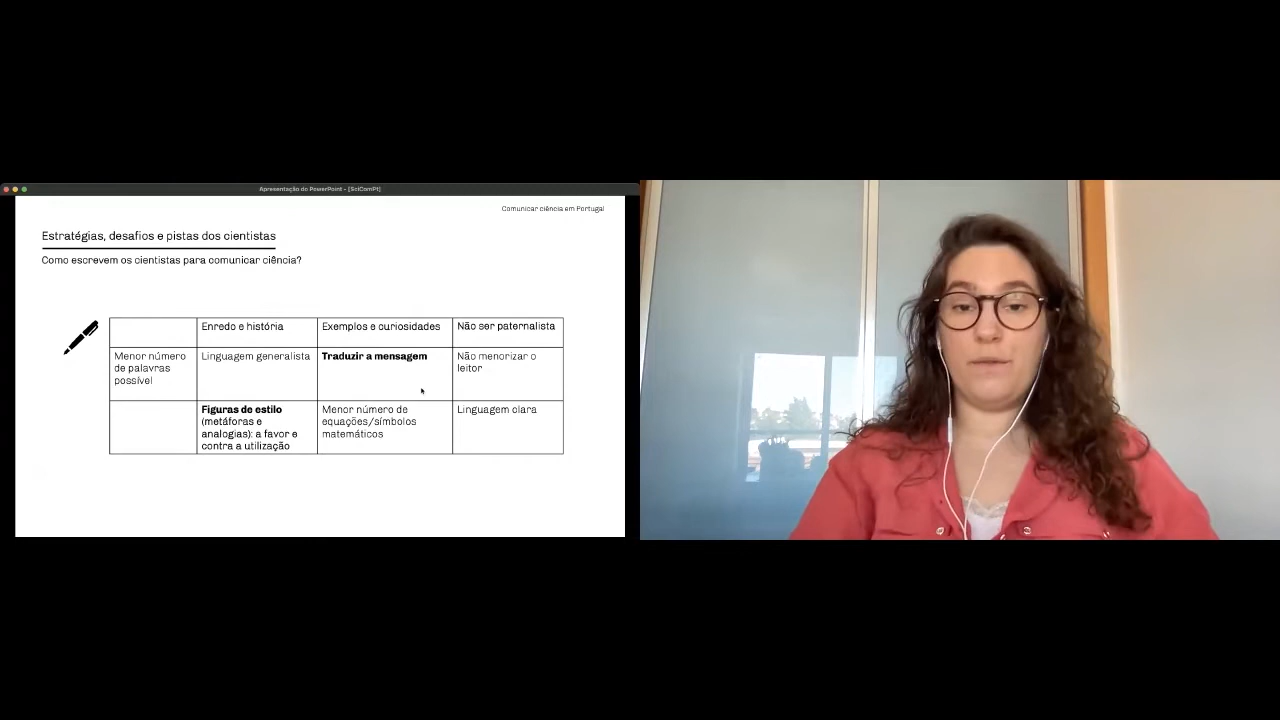 Apresentação do PowerPoint - [SciComPt]
Comunicar ciência em Portugal
Estratégias, desafios e pistas dos cientistas
Como escrevem os cientistas para comunicar ciência?
Enredo e história
Exemplos e curiosidades
Não ser paternalista
Menor número
de palavras
possível
Linguagem generalista
Traduzir a mensagem
Não menorizar o
leitor
Figuras de estilo
(metáforas e
analogias): a favor e
contra a utilização
Menor número de
equações/símbolos
matemáticos
Linguagem clara